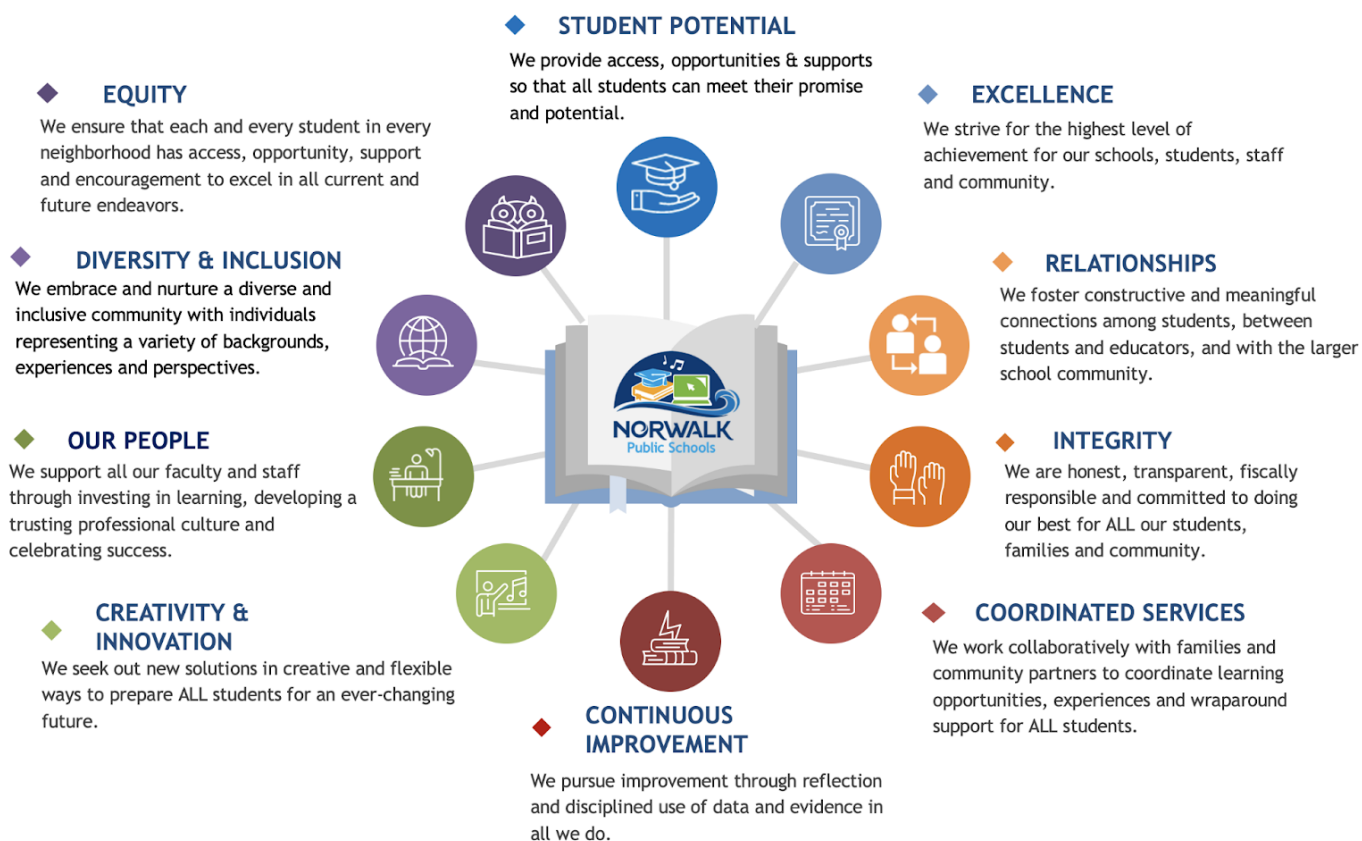 STUDENT POTENTIAL
We provide access, opportunities & supports
so that all students can meet their promise
and potential.
EQUITY
We ensure that each and every student in every
neighborhood has access, opportunity, support
and encouragement to excel in all current and
future endeavors.
EXCELLENCE
We strive for the highest level of
achievement for our schools, students, staff
and community.
DIVERSITY & INCLUSION
We embrace and nurture a diverse and
inclusive community with individuals
representing a variety of backgrounds,
experiences and perspectives.
RELATIONSHIPS
We foster constructive and meaningful
connections among students, between
students and educators, and with the larger
school community.
NORWALK
Public Schools
OUR PEOPLE
We support all our faculty and staff
through investing in learning, developing a
trusting professional culture and
celebrating success.
INTEGRITY
We are honest, transparent, fiscally
responsible and committed to doing
our best for ALL our students,
families and community.
CREATIVITY &
INNOVATION
We seek out new solutions in creative and flexible
ways to prepare ALL students for an ever-changing
future.
COORDINATED SERVICES
We work collaboratively with families and
community partners to coordinate learning
opportunities, experiences and wraparound
support for ALL students.
CONTINUOUS
IMPROVEMENT
We pursue improvement through reflection
and disciplined use of data and evidence in
all we do.